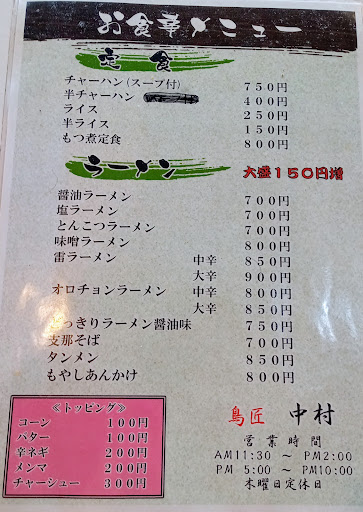 お食事メニュー
定食
チャーハン(スープ付) 750円
半チャーハン 400円
ライス 250円
半ライス 150円
もつ煮定食 800円
ラーメン 大盛150円増
醤油ラーメン 700円
塩ラーメン 700円
とんこつラーメン 700円
味噌ラーメン 800円
雷ラーメン 中辛 850円
大辛 900円
オロチョンラーメン 中辛 800円
大辛 850円
っきりラーメン醤油味 750円
支那そば 700円
タンメン 850円
もやしあんかけ 800円
≪トッピング≫
コーン 100円
バター 100円
辛ネギ 200円
メンマ 200円
チャーシュー 300円
鳥匠 中村
営業時間
AM11:30 ～ PM2:00
PM 5:00 ～ PM10:00
木曜日定休日